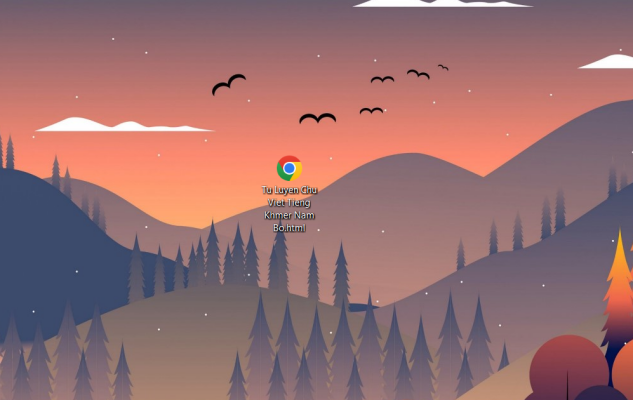 Tu Luyen Chu
Viet Tieng
Khmer Nam
Bo.html